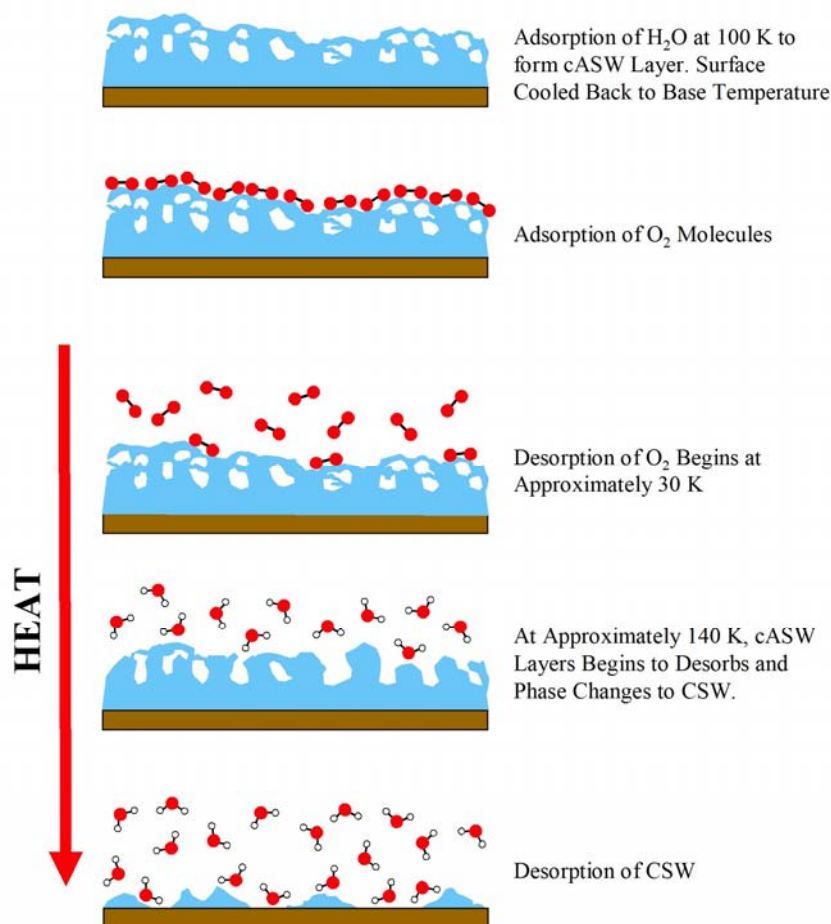 Adsorption of H₂O at 100 K to
form cASW Layer. Surface
Cooled Back to Base Temperature
Adsorption of O₂ Molecules
HEAT
Desorption of O₂ Begins at
Approximately 30 K
At Approximately 140 K, cASW
Layers Begins to Desorbs and
Phase Changes to CSW.
Desorption of CSW